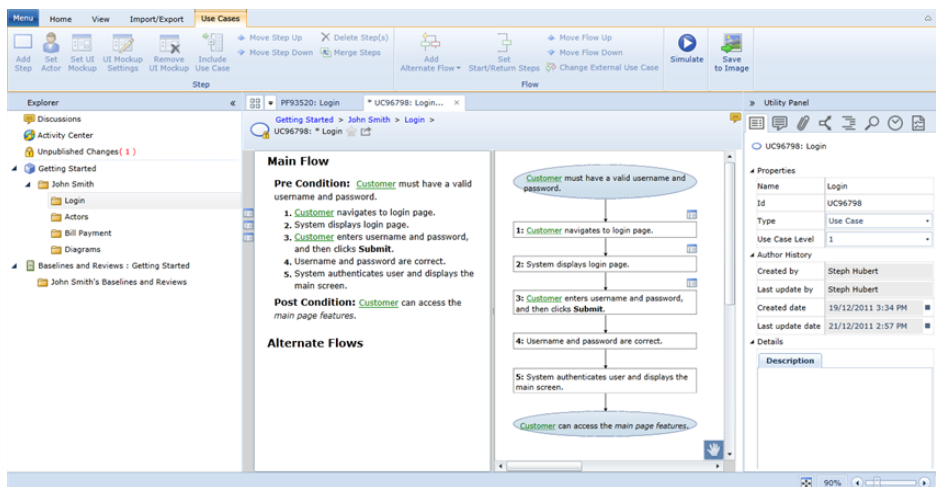 Menu Home View Import/Export Use Cases
Add Step
Set Actor
Set UI Mockup
UI Mockup Settings
Remove UI Mockup
Include Use Case
Move Step Up
Move Step Down
Delete Step(s)
Merge Steps
Step
Add Alternate Flow
Set Start/Return Steps
Move Flow Up
Move Flow Down
Change External Use Case
Flow
Simulate
Save to Image
Explorer
Discussions
Activity Center
Unpublished Changes( 1 )
Getting Started
John Smith
Login
Actors
Bill Payment
Diagrams
Baselines and Reviews : Getting Started
John Smith's Baselines and Reviews
PF93520: Login
* UC96798: Login... ×
Getting Started > John Smith > Login >
UC96798: * Login
Main Flow
Pre Condition: Customer must have a valid
username and password.
1. Customer navigates to login page.
2. System displays login page.
3. Customer enters username and password,
and then clicks Submit.
4. Username and password are correct.
5. System authenticates user and displays the
main screen.
Post Condition: Customer can access the
main page features.
Alternate Flows
Customer must have a valid username and
password.
1: Customer navigates to login page.
2: System displays login page.
3: Customer enters username and password,
and then clicks Submit.
4: Username and password are correct.
5: System authenticates user and displays the
main screen.
Customer can access the main page features.
» Utility Panel
UC96798: Login
Properties
Name Login
Id UC96798
Type Use Case
Use Case Level 1
Author History
Created by Steph Hubert
Last update by Steph Hubert
Created date 19/12/2011 3:34 PM
Last update date 21/12/2011 2:57 PM
Details
Description
90%